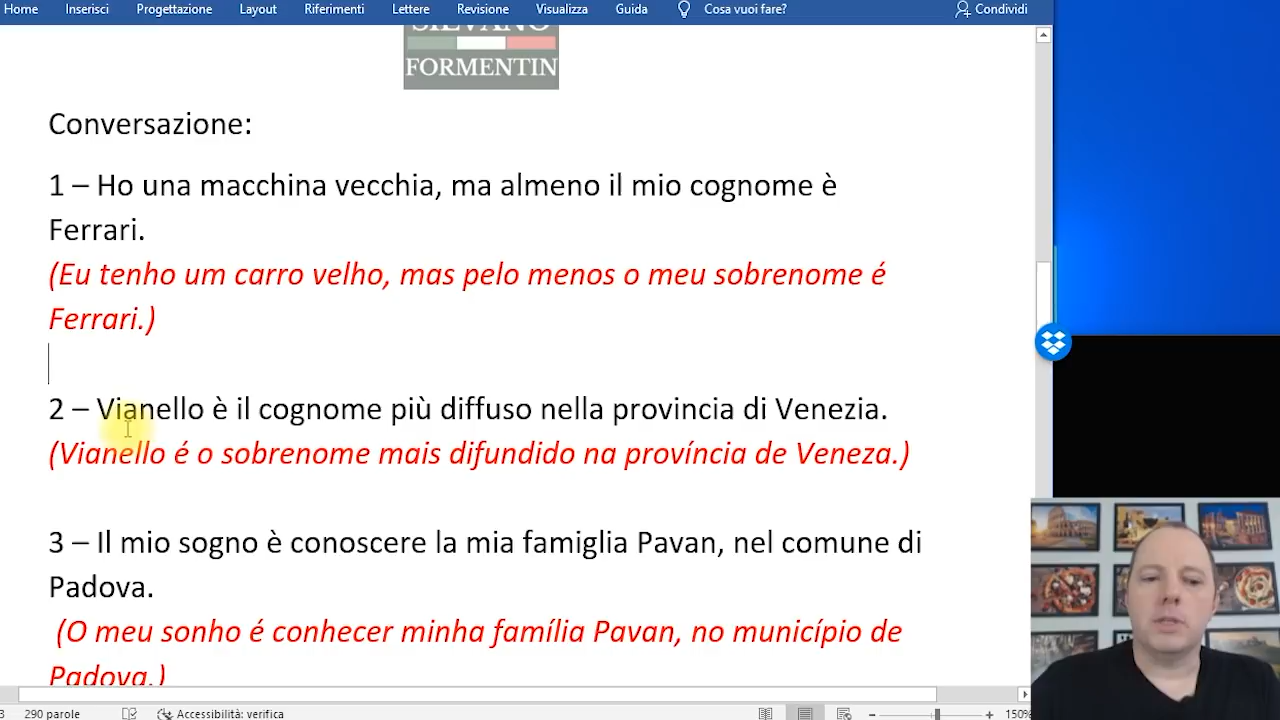 Home Inserisci Progettazione Layout Riferimenti Lettere Revisione Visualizza Guida Cosa vuoi fare? Condividi
SILVANO
FORMENTIN
Conversazione:
1 – Ho una macchina vecchia, ma almeno il mio cognome è
Ferrari.
(Eu tenho um carro velho, mas pelo menos o meu sobrenome é
Ferrari.)
2 – Vianello è il cognome più diffuso nella provincia di Venezia.
(Vianello é o sobrenome mais difundido na província de Veneza.)
3 – Il mio sogno è conoscere la mia famiglia Pavan, nel comune di
Padova.
(O meu sonho é conhecer minha família Pavan, no município de
Padova.)
3 290 parole Accessibilità: verifica 150%